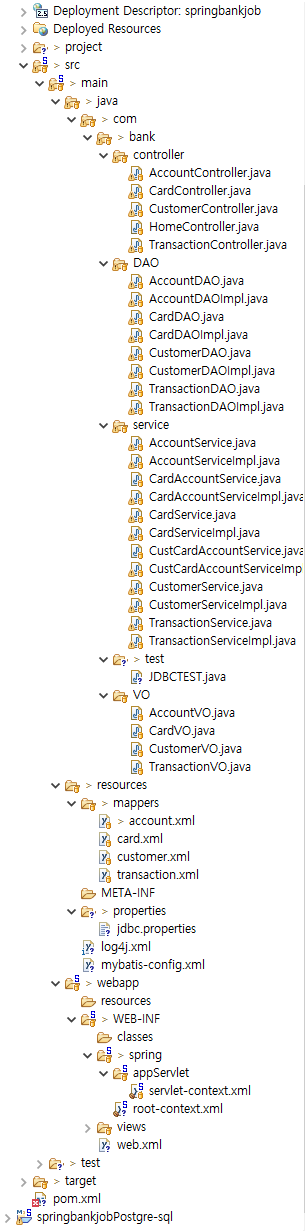 Deployment Descriptor: springbankjob
Deployed Resources
> project
> src
> main
> java
> com
> bank
controller
AccountController.java
CardController.java
CustomerController.java
HomeController.java
TransactionController.java
DAO
AccountDAO.java
AccountDAOImpl.java
CardDAO.java
CardDAOImpl.java
CustomerDAO.java
CustomerDAOImpl.java
TransactionDAO.java
TransactionDAOImpl.java
service
AccountService.java
AccountServiceImpl.java
CardAccountService.java
CardAccountServiceImpl.java
CardService.java
CardServiceImpl.java
CustCardAccountService.java
CustCardAccountServiceImp
CustomerService.java
CustomerServiceImpl.java
TransactionService.java
TransactionServiceImpl.java
> test
JDBCTEST.java
VO
AccountVO.java
CardVO.java
CustomerVO.java
TransactionVO.java
> resources
> mappers
> account.xml
card.xml
customer.xml
transaction.xml
META-INF
> properties
jdbc.properties
log4j.xml
mybatis-config.xml
> webapp
resources
> WEB-INF
classes
> spring
> appServlet
servlet-context.xml
root-context.xml
> views
web.xml
> test
> target
pom.xml
springbankjobPostgre-sql